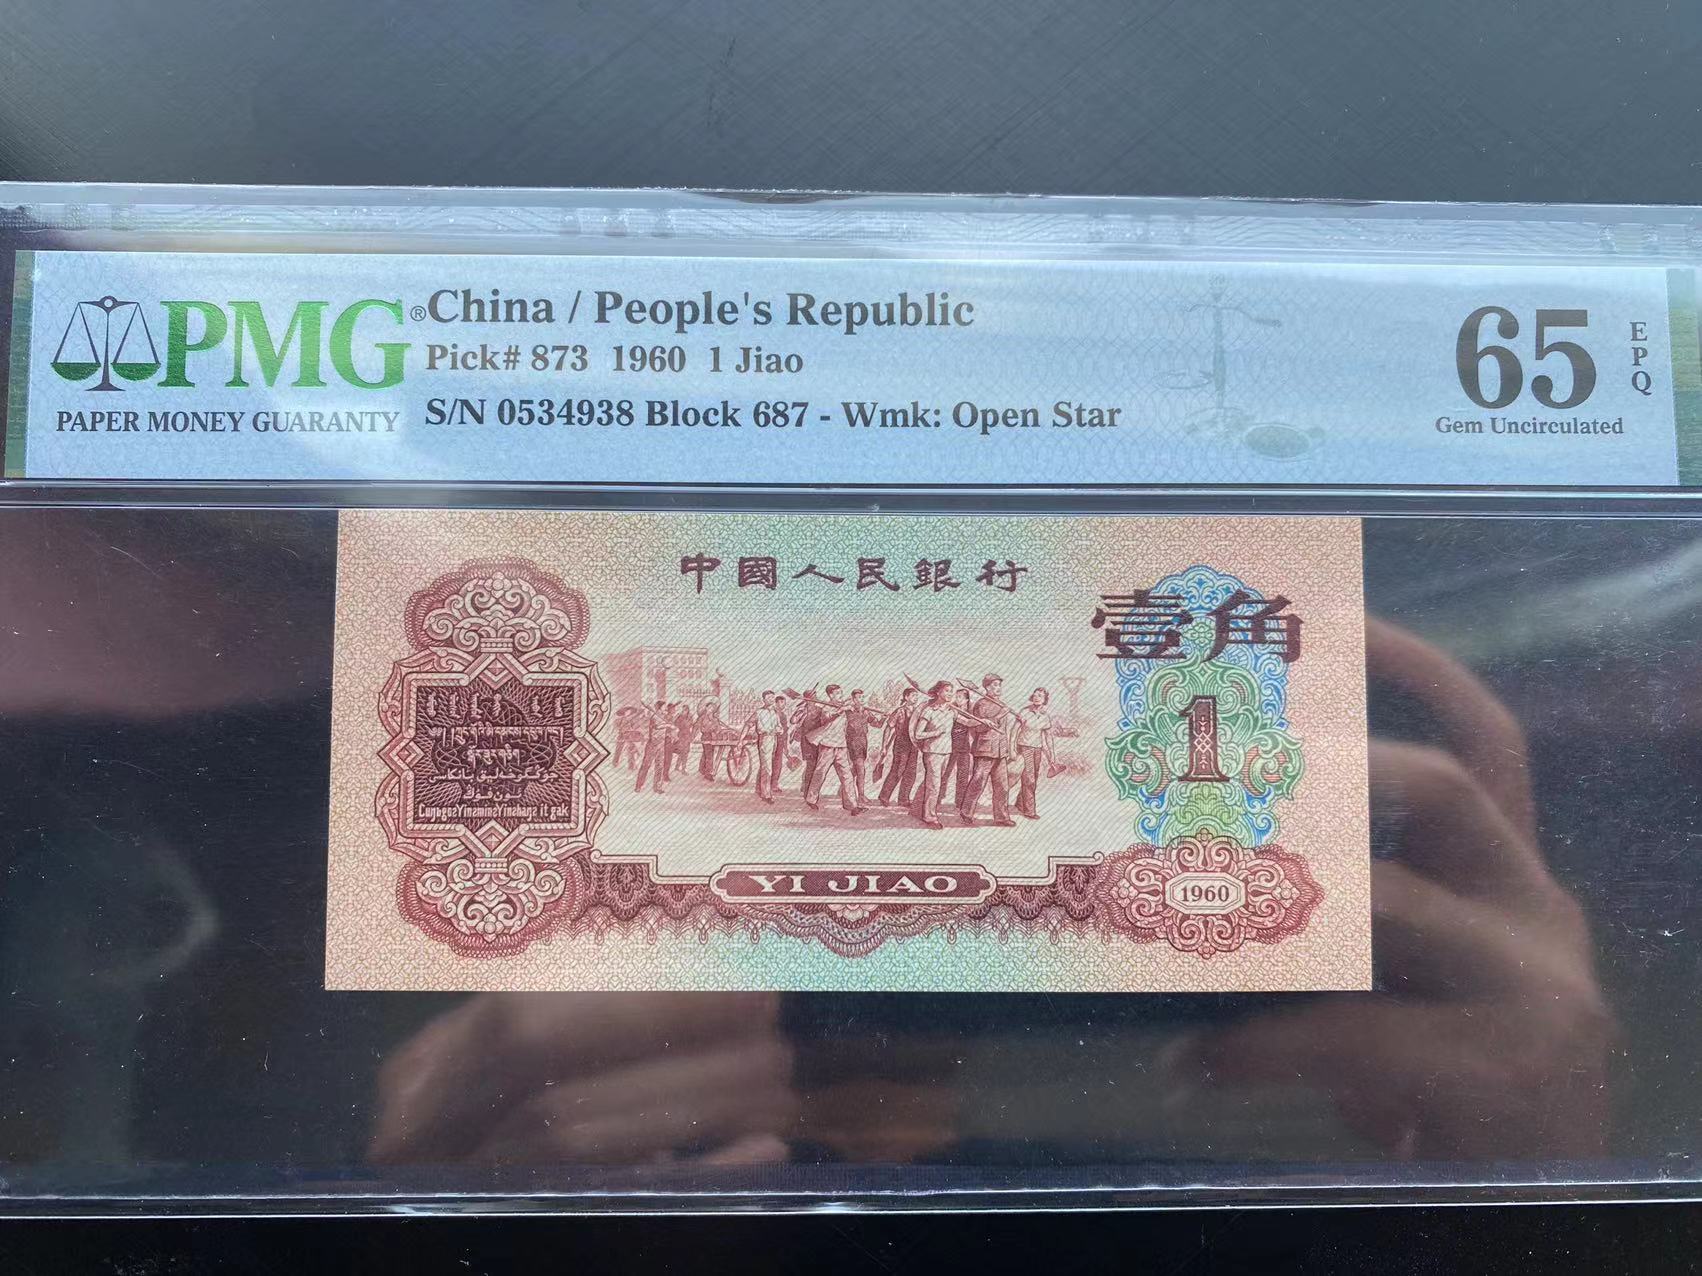 PMG®
PAPER MONEY GUARANTY
China / People's Republic
Pick# 873 1960 1 Jiao
S/N 0534938 Block 687 - Wmk: Open Star
65 EPQ
Gem Uncirculated
中國人民銀行
壹角
1
YI JIAO
1960